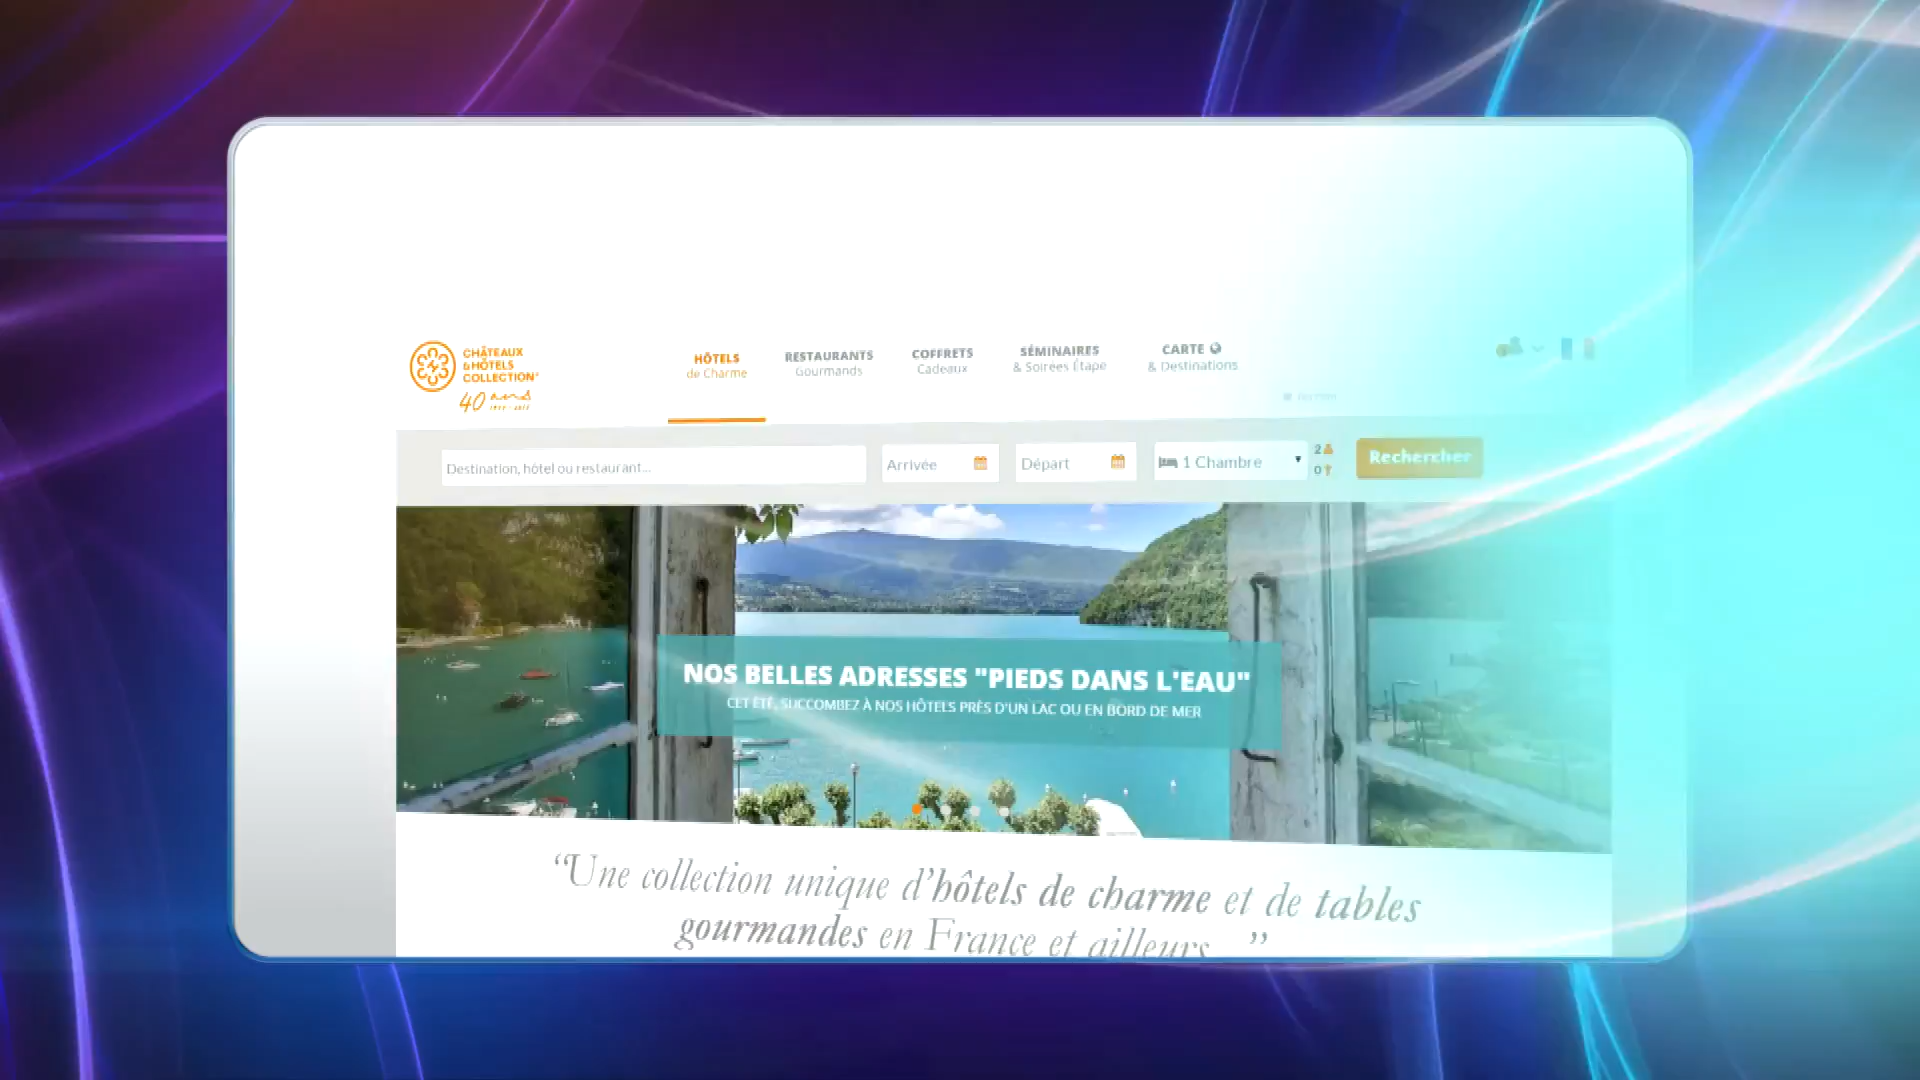 CHÂTEAUX
& HÔTELS
COLLECTION
40 ans
HÔTELS
de Charme
RESTAURANTS
Gourmands
COFFRETS
Cadeaux
SÉMINAIRES
& Soirées Étape
CARTE
& Destinations
Destination, hôtel ou restaurant...
Arrivée
Départ
1 Chambre
2
0
Rechercher
NOS BELLES ADRESSES "PIEDS DANS L'EAU"
CET ÉTÉ, SUCCOMBEZ À NOS HÔTELS PRÈS D'UN LAC OU EN BORD DE MER
“Une collection unique d’hôtels de charme et de tables
gourmandes en France et ailleurs...”